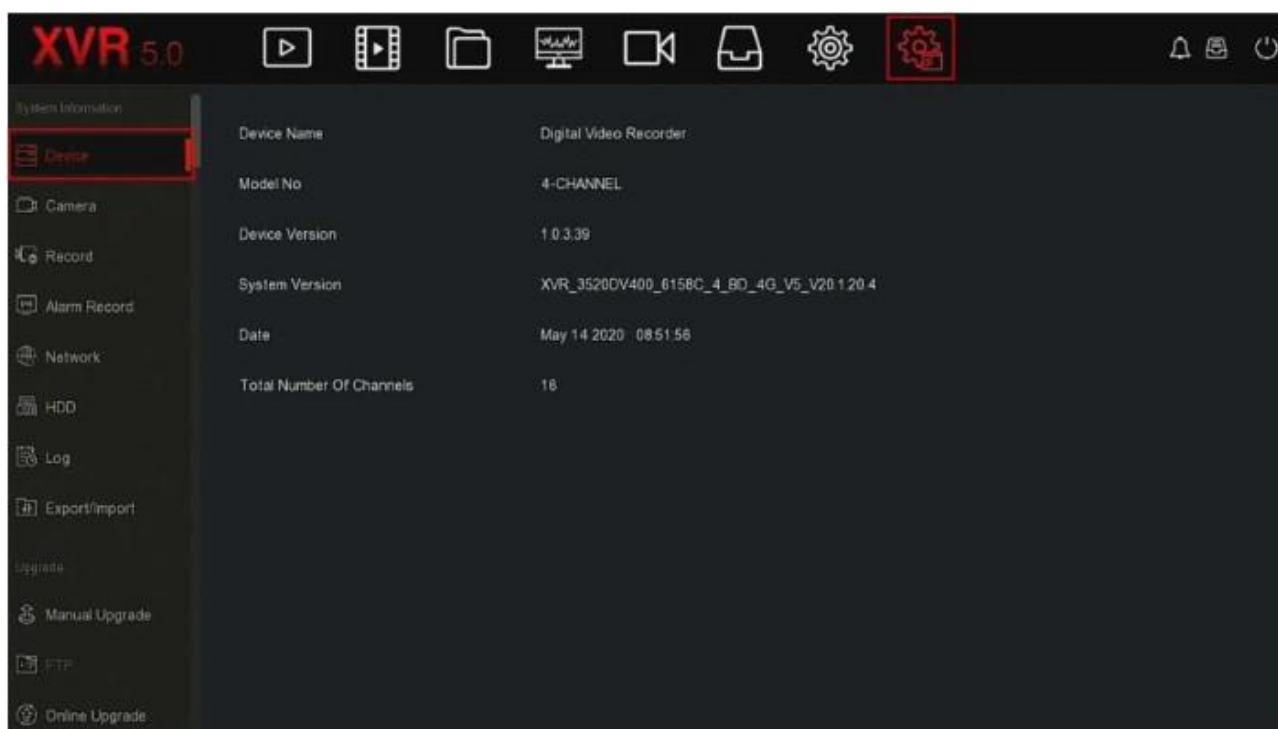 XVR 5.0
System Information
Device
Camera
Record
Alarm Record
Network
HDD
Log
Export/Import
Upgrade
Manual Upgrade
FTP
Online Upgrade
Device Name Digital Video Recorder
Model No 4-CHANNEL
Device Version 1.0.3.39
System Version XVR_3520DV400_6158C_4_BD_4G_V5_V20.1.20.4
Date May 14 2020 08:51:56
Total Number Of Channels 16